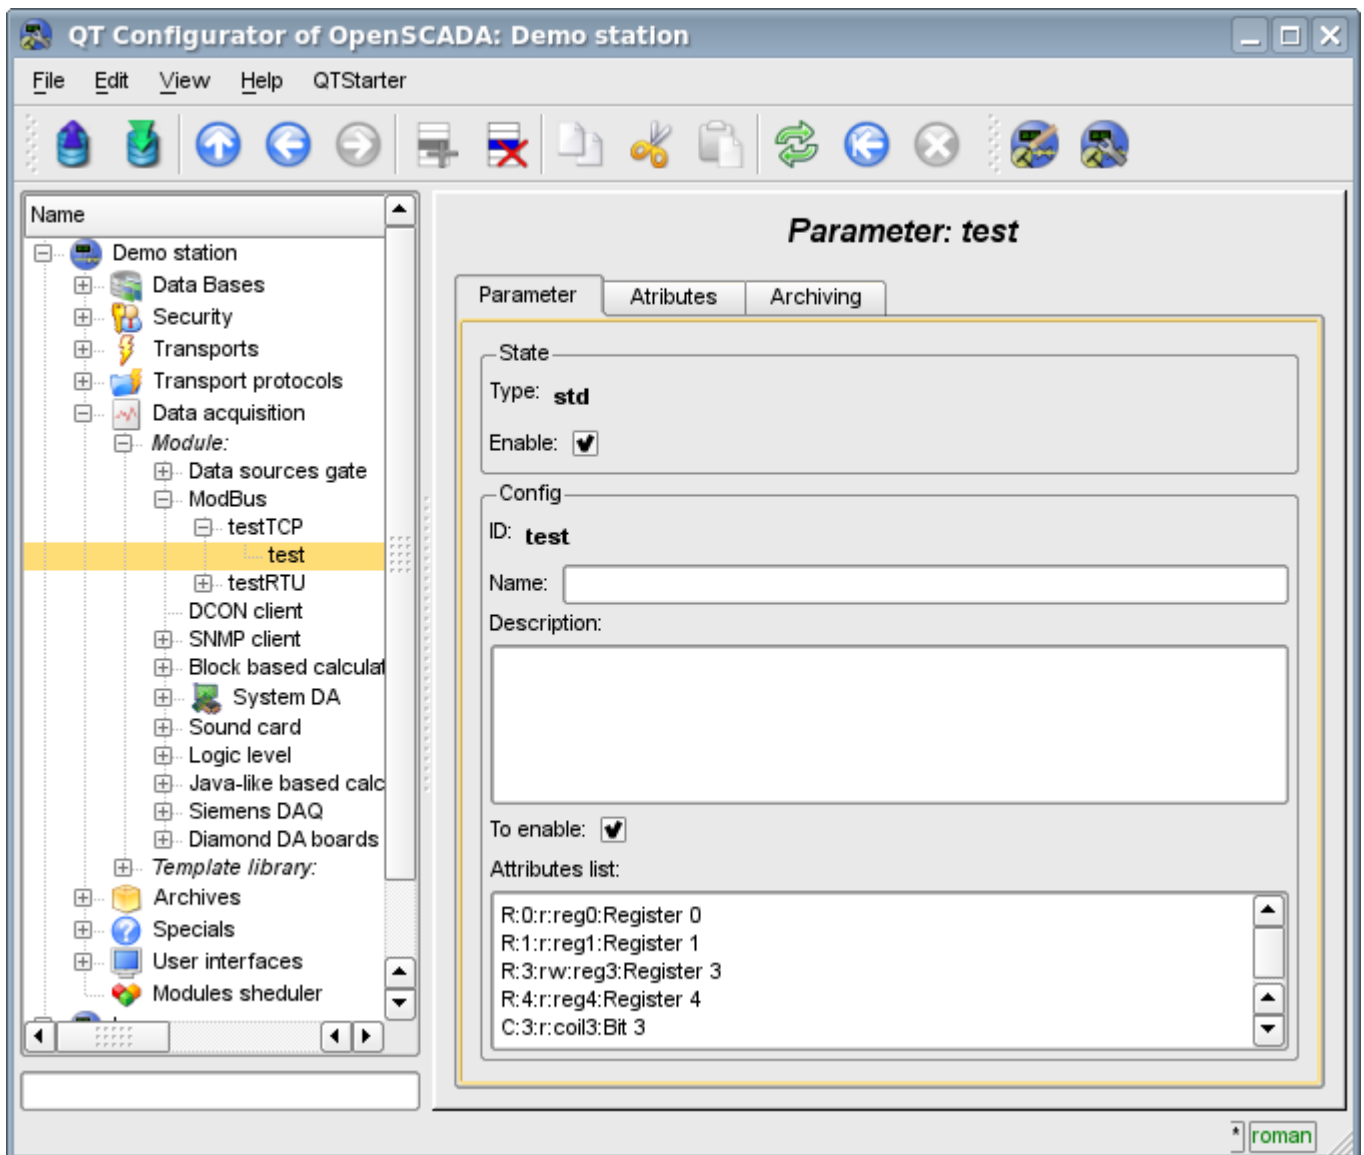 QT Configurator of OpenSCADA: Demo station
File Edit View Help QTStarter
Name
Demo station
Data Bases
Security
Transports
Transport protocols
Data acquisition
Module:
Data sources gate
ModBus
testTCP
test
testRTU
DCON client
SNMP client
Block based calculat
System DA
Sound card
Logic level
Java-like based calc
Siemens DAQ
Diamond DA boards
Template library:
Archives
Specials
User interfaces
Modules sheduler
Parameter: test
Parameter Atributes Archiving
State
Type: std
Enable:
Config
ID: test
Name:
Description:
To enable:
Attributes list:
R:0:r:reg0:Register 0
R:1:r:reg1:Register 1
R:3:rw:reg3:Register 3
R:4:r:reg4:Register 4
C:3:r:coil3:Bit 3
* roman